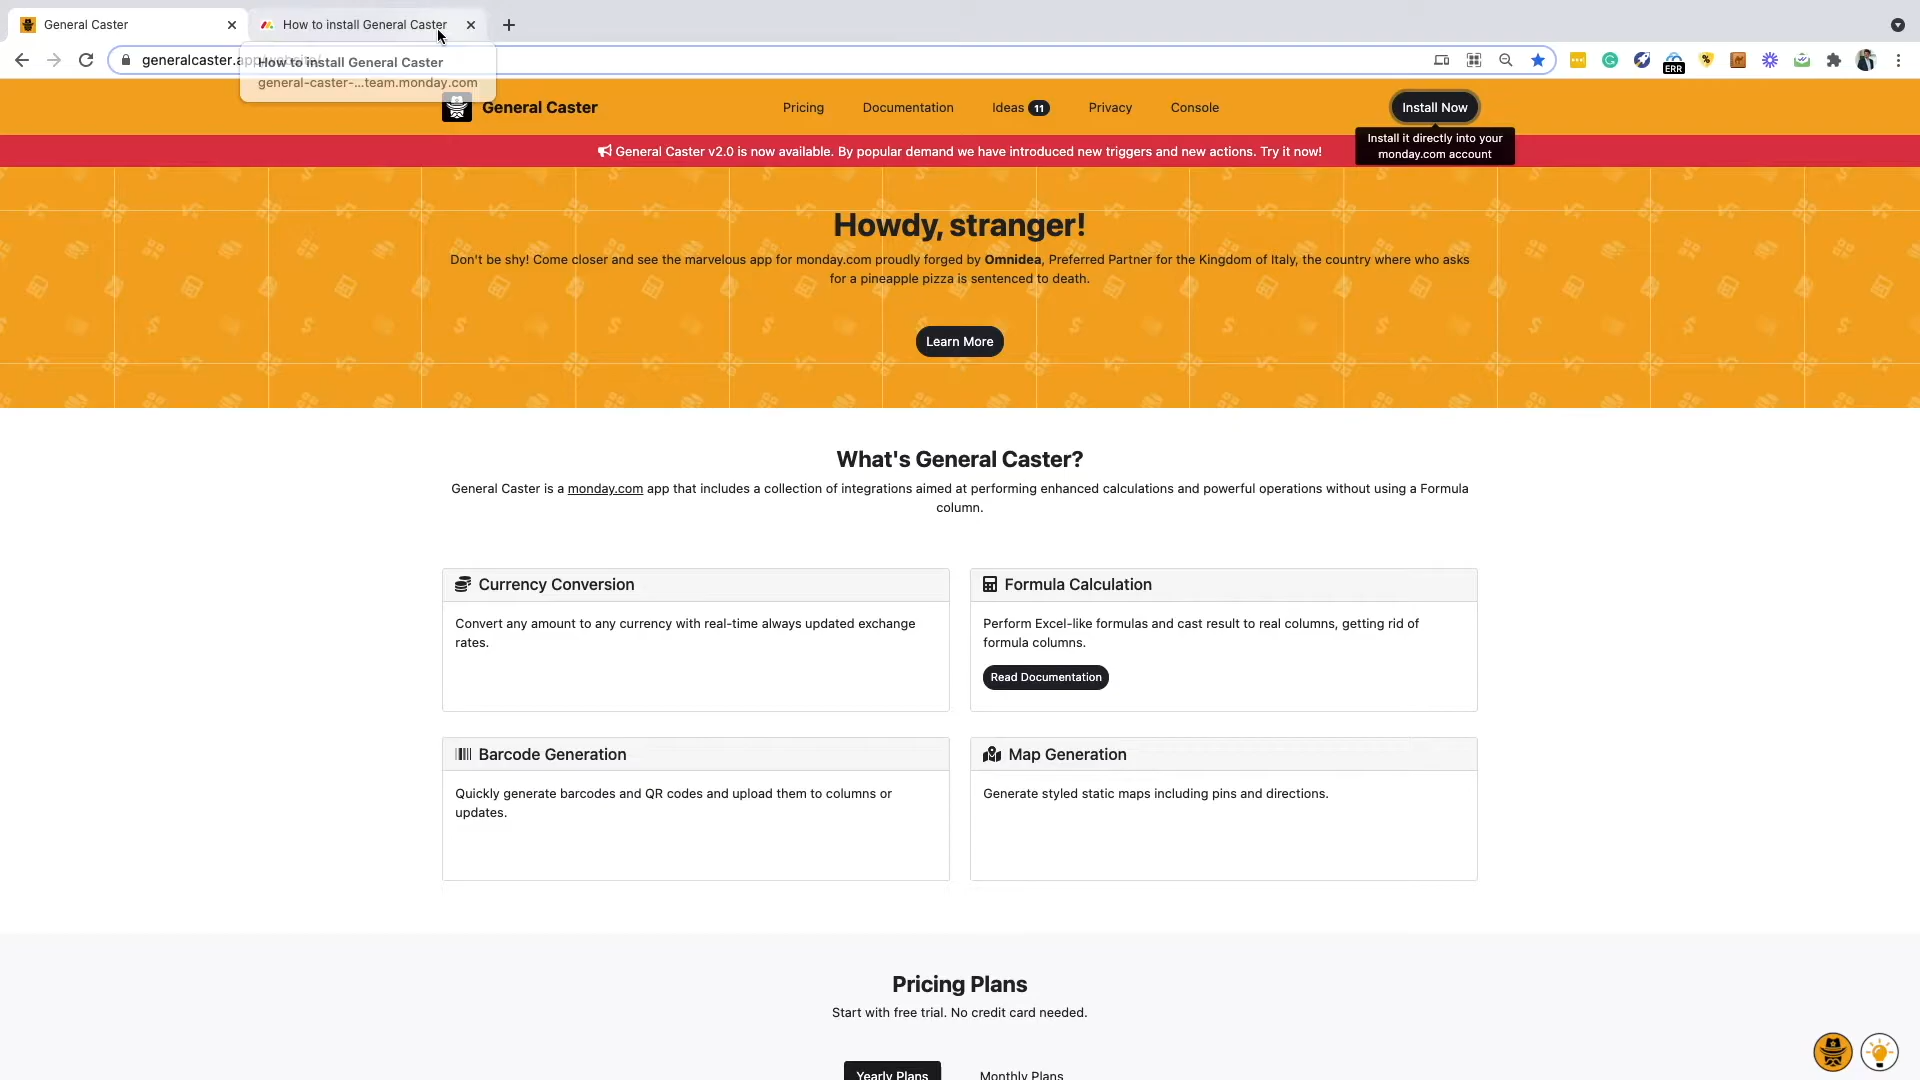 General Caster
How to install General Caster
generalcaster.a
How to install General Caster
general-caster-...team.monday.com
ERR
General Caster
Pricing
Documentation
Ideas 11
Privacy
Console
Install Now
Install it directly into your
monday.com account
General Caster v2.0 is now available. By popular demand we have introduced new triggers and new actions. Try it now!
Howdy, stranger!
Don't be shy! Come closer and see the marvelous app for monday.com proudly forged by Omnidea, Preferred Partner for the Kingdom of Italy, the country where who asks
for a pineapple pizza is sentenced to death.
Learn More
What's General Caster?
General Caster is a monday.com app that includes a collection of integrations aimed at performing enhanced calculations and powerful operations without using a Formula
column.
Currency Conversion
Convert any amount to any currency with real-time always updated exchange
rates.
Formula Calculation
Perform Excel-like formulas and cast result to real columns, getting rid of
formula columns.
Read Documentation
Barcode Generation
Quickly generate barcodes and QR codes and upload them to columns or
updates.
Map Generation
Generate styled static maps including pins and directions.
Pricing Plans
Start with free trial. No credit card needed.
Yearly Plans
Monthly Plans